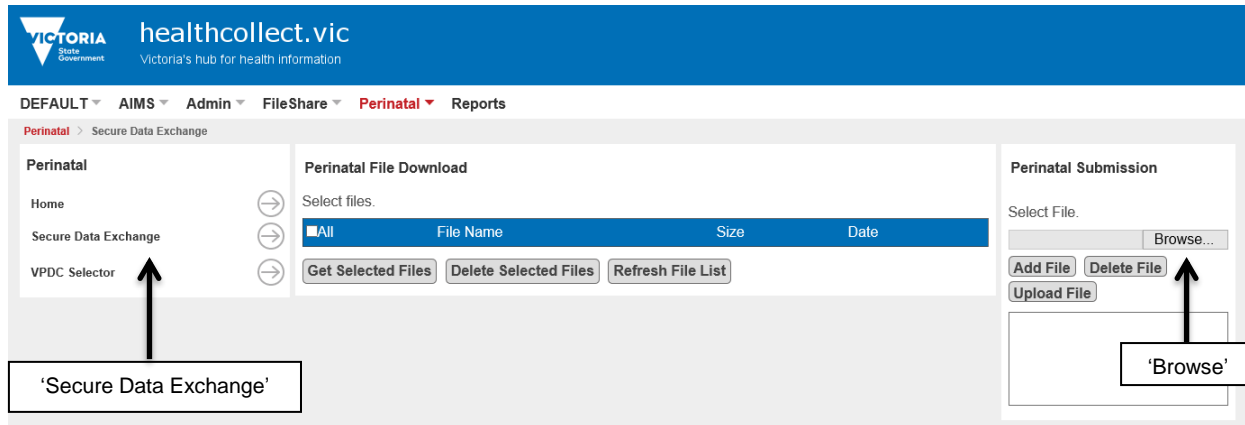 VICTORIA
State
Government
healthcollect.vic
Victoria's hub for health information
DEFAULT AIMS Admin FileShare Perinatal Reports
Perinatal > Secure Data Exchange
Perinatal
Home
Secure Data Exchange
VPDC Selector
Perinatal File Download
Select files.
All File Name Size Date
Get Selected Files Delete Selected Files Refresh File List
Perinatal Submission
Select File.
Browse...
Add File Delete File
Upload File
‘Secure Data Exchange’
‘Browse’